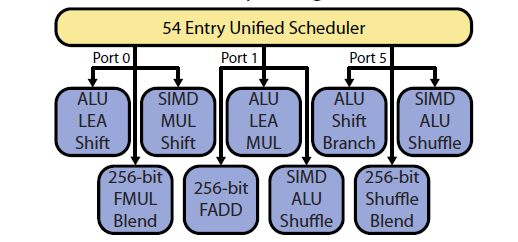 54 Entry Unified Scheduler
Port 0
Port 1
Port 5
ALU
LEA
Shift
SIMD
MUL
Shift
ALU
LEA
MUL
ALU
Shift
Branch
SIMD
ALU
Shuffle
256-bit
FMUL
Blend
256-bit
FADD
SIMD
ALU
Shuffle
256-bit
Shuffle
Blend